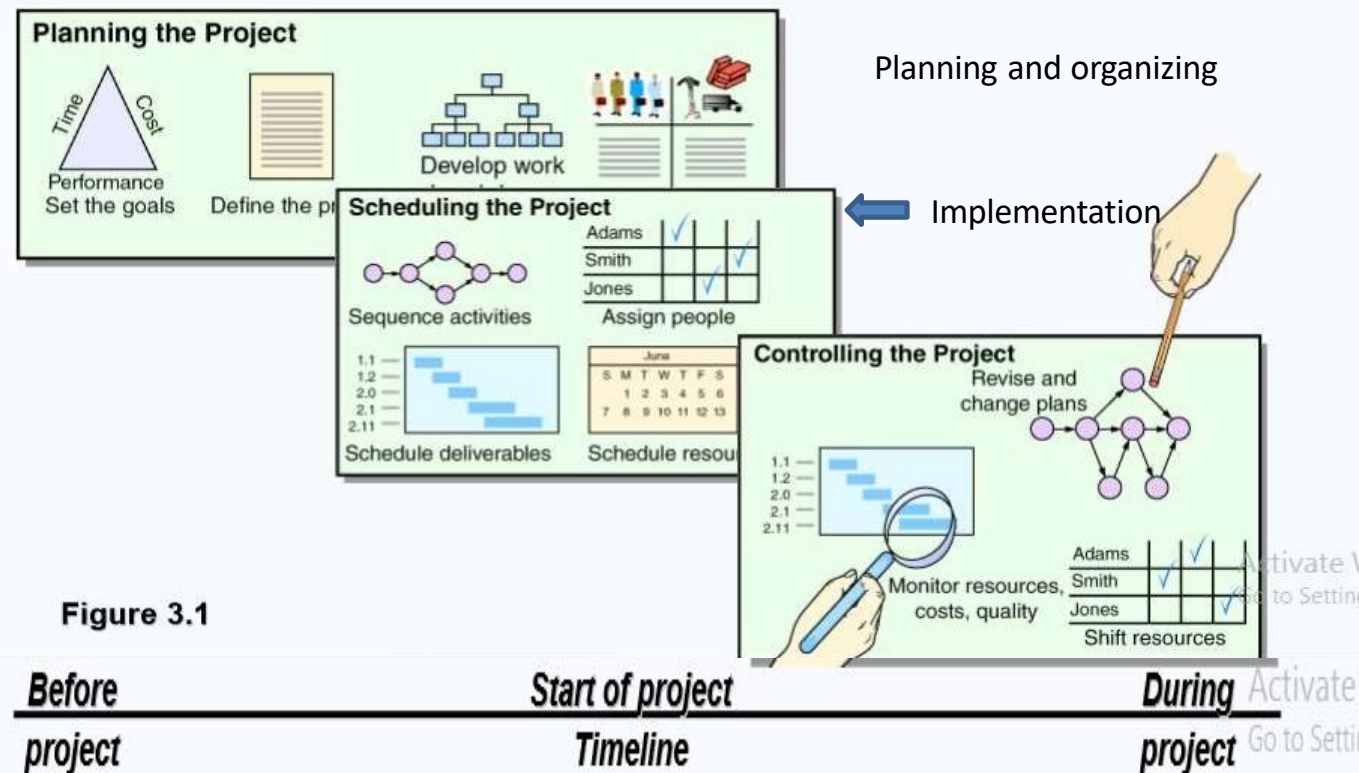 Planning the Project
Time
Cost
Performance
Set the goals
Define the pr
Develop work
Planning and organizing
Scheduling the Project
Implementation
Adams
Smith
Jones
Sequence activities
Assign people
1.1
1.2
2.0
2.1
2.11
June
S M T W T F S
1 2 3 4 5 6
7 8 9 10 11 12 13
Schedule deliverables
Schedule resou
Controlling the Project
Revise and
change plans
1.1
1.2
2.0
2.1
2.11
Monitor resources,
costs, quality
Adams
Smith
Jones
Shift resources
Activate
Go to Settin
Figure 3.1
Before
project
Start of project
Timeline
During
project
Activate
Go to Settin